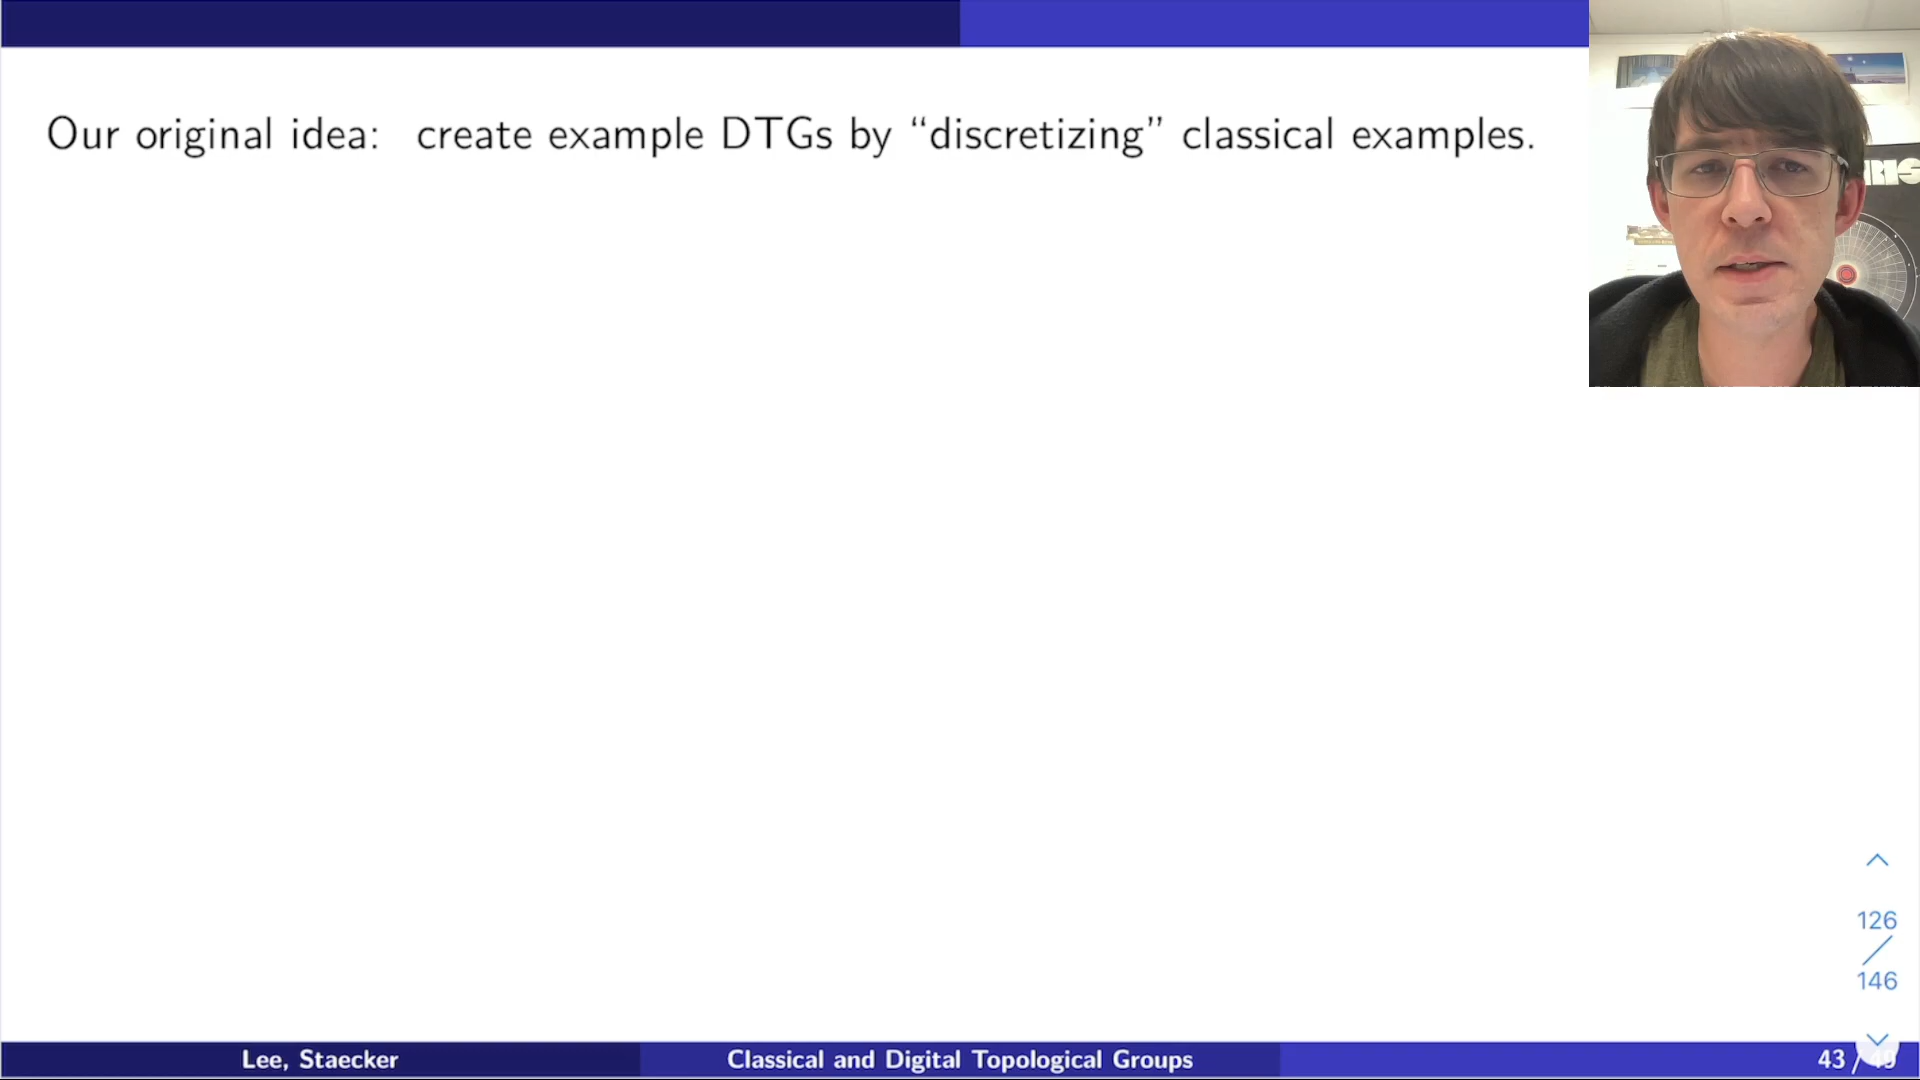 Our original idea: create example DTGs by “discretizing” classical examples.
126
146
Lee, Staecker
Classical and Digital Topological Groups
43 /